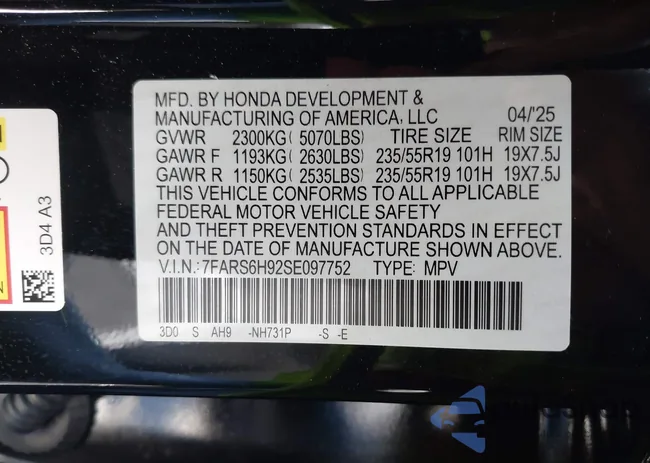 MFD. BY HONDA DEVELOPMENT &
MANUFACTURING OF AMERICA, LLC 04/'25
GVWR 2300KG( 5070LBS) TIRE SIZE RIM SIZE
GAWR F 1193KG( 2630LBS) 235/55R19 101H 19X7.5J
GAWR R 1150KG( 2535LBS) 235/55R19 101H 19X7.5J
THIS VEHICLE CONFORMS TO ALL APPLICABLE
FEDERAL MOTOR VEHICLE SAFETY
AND THEFT PREVENTION STANDARDS IN EFFECT
ON THE DATE OF MANUFACTURE SHOWN ABOVE.
V.I.N.:7FARS6H92SE097752 TYPE: MPV
3D0 S AH9 -NH731P -S -E
3D4 A3